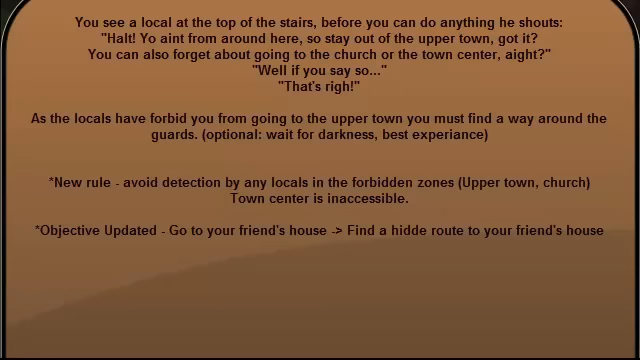 You see a local at the top of the stairs, before you can do anything he shouts:
"Halt! Yo aint from around here, so stay out of the upper town, got it?
You can also forget about going to the church or the town center, aight?"
"Well if you say so..."
"That's righ!"
As the locals have forbid you from going to the upper town you must find a way around the
guards. (optional: wait for darkness, best experiance)
*New rule - avoid detection by any locals in the forbidden zones (Upper town, church)
Town center is inaccessible.
*Objective Updated - Go to your friend's house -> Find a hidde route to your friend's house